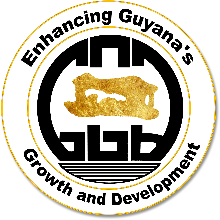 Enhancing Guyana's
Growth and Development